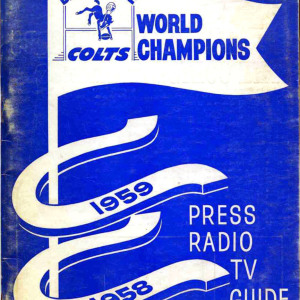 WORLD
COLTS CHAMPIONS
1959
PRESS
RADIO
TV
1958
GUIDE